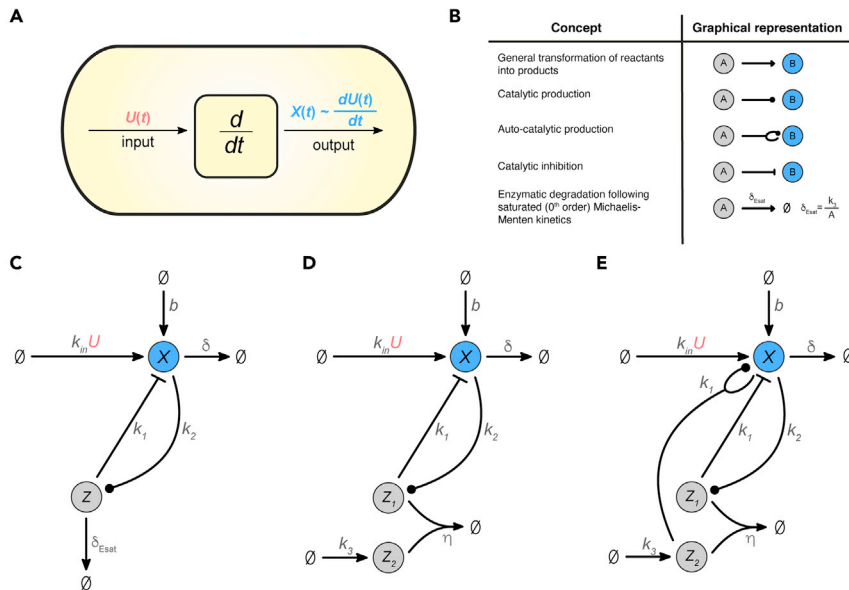 A
U(t)
input
d
dt
X(t) ~ dU(t)
dt
output
B
Concept
Graphical representation
General transformation of reactants
into products
A
B
Catalytic production
A
B
Auto-catalytic production
A
B
Catalytic inhibition
A
B
Enzymatic degradation following
saturated (0th order) Michaelis-
Menten kinetics
A
δEsat
∅
δEsat = k3
A
C
∅
b
∅
kinU
X
δ
∅
k1
k2
Z
δEsat
∅
D
∅
b
∅
kinU
X
δ
∅
k1
k2
Z1
∅
η
∅
k3
Z2
E
∅
b
∅
kinU
X
δ
∅
k1
k1
k2
Z1
∅
η
∅
k3
Z2